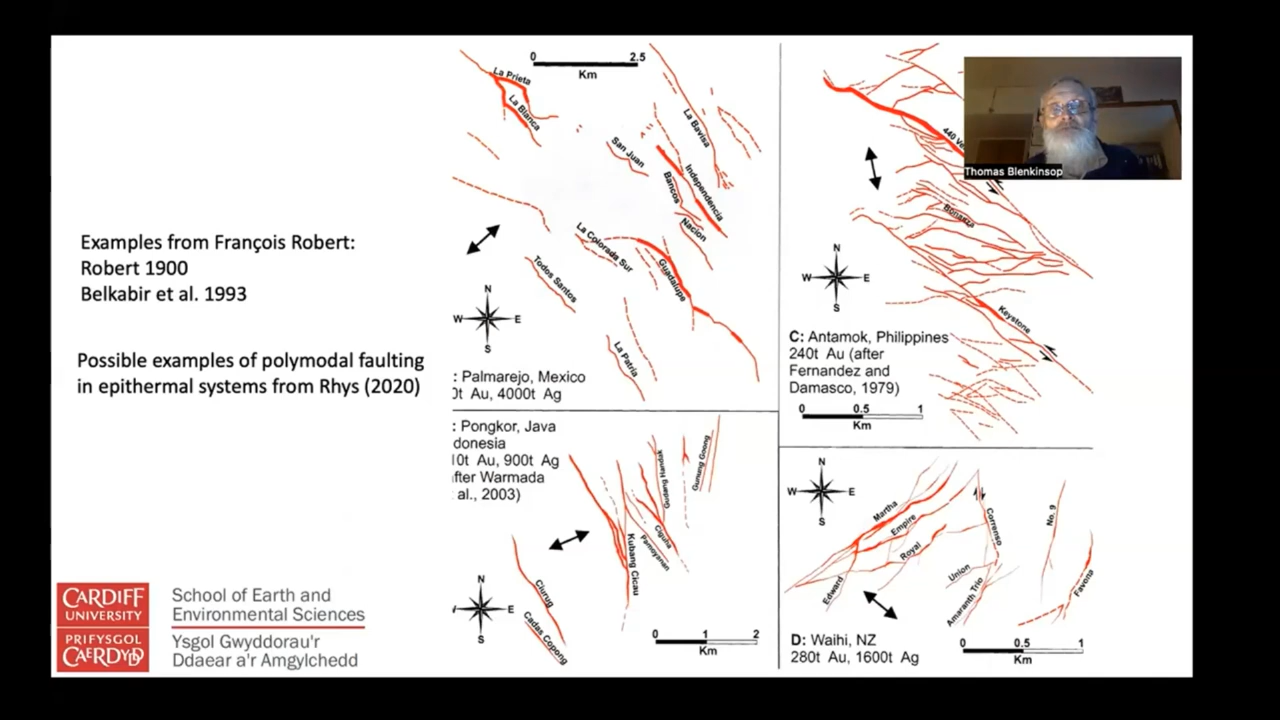 Examples from François Robert:
Robert 1900
Belkabir et al. 1993
Possible examples of polymodal faulting
in epithermal systems from Rhys (2020)
CARDIFF
UNIVERSITY
PRIFYSGOL
CAERDYDD
School of Earth and
Environmental Sciences
Ysgol Gwyddorau'r
Ddaear a'r Amgylchedd
0 2.5
Km
La Prieta
La Blanca
San Juan
La Bavisa
Independencia
Bancos
Nacion
La Colorada Sur
Guadalupe
Todos Santos
La Patria
N
W E
S
: Palmarejo, Mexico
0t Au, 4000t Ag
: Pongkor, Java
donesia
10t Au, 900t Ag
fter Warmada
al., 2003)
Gudang Handak
Gunung Goong
Ciguha
Pamoyanan
Kubang Cicau
Ciurug
Cadas Copong
N
E
S
0 1 2
Km
Thomas Blenkinsop
440
Bonanza
Keystone
N
W E
S
C: Antamok, Philippines
240t Au (after
Fernandez and
Damasco, 1979)
0 0.5 1
Km
N
W E
S
Martha
Empire
Royal
Edward
Correnso
Union
Amaranth Trio
No. 9
Favona
D: Waihi, NZ
280t Au, 1600t Ag
0 0.5 1
Km